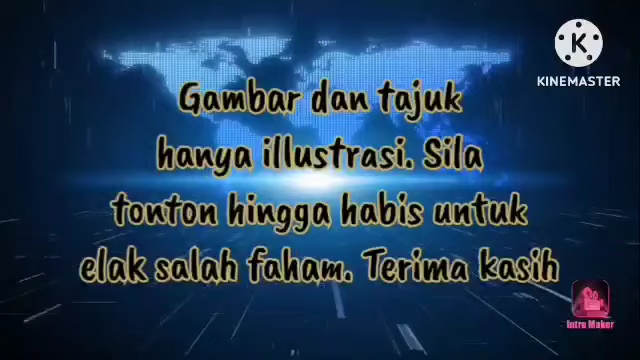 KINEMASTER
Gambar dan tajuk
hanya illustrasi. Sila
tonton hingga habis untuk
elak salah faham. Terima kasih
Intro Maker